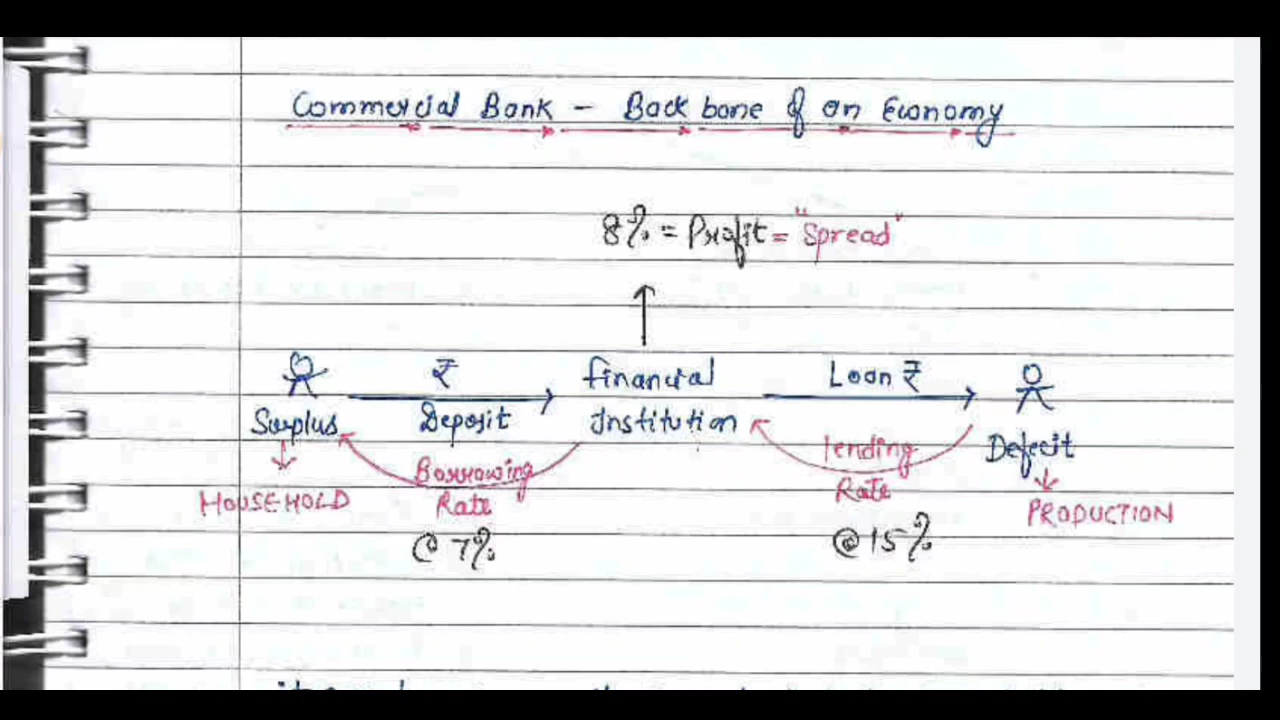 Commercial Bank - Back bone of an Economy
8% = Profit = "Spread"
₹ financial Loan ₹
Surplus Deposit Institution Lending Defecit
Borrowing Rate
HOUSEHOLD Rate PRODUCTION
@ 7% @ 15%